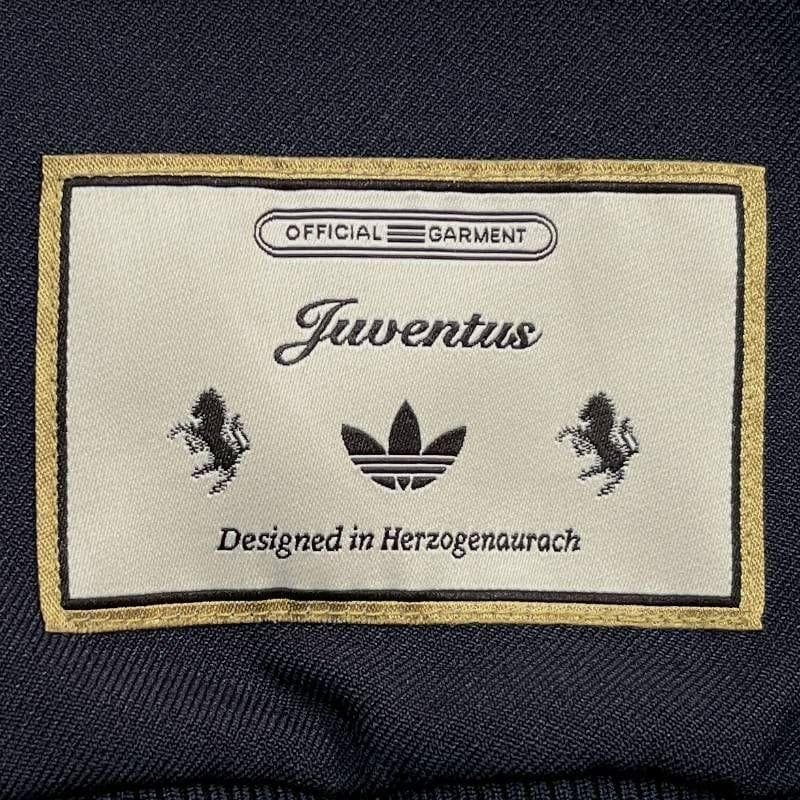 OFFICIAL GARMENT
Juventus
Designed in Herzogenaurach